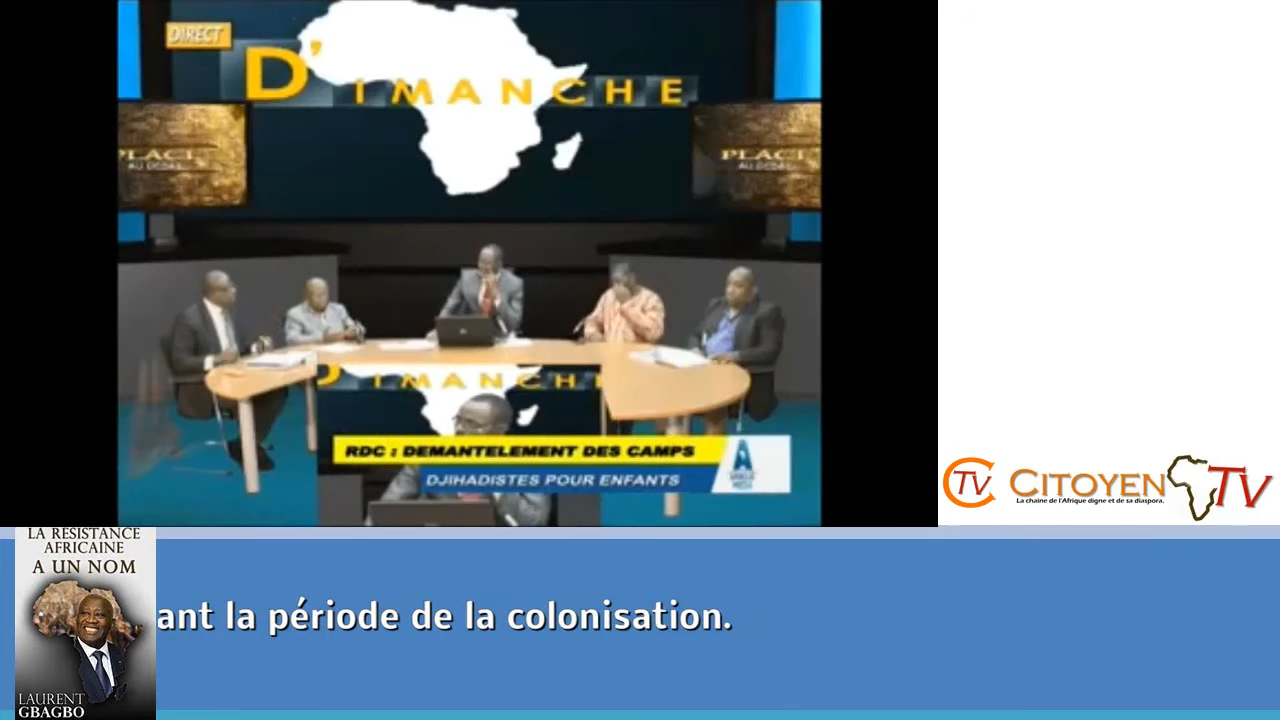 DIRECT
D'IMANCHE
PLACE
AU DEBAT
PLACE
AU DEBAT
D IMANCHE
RDC : DEMANTELEMENT DES CAMPS
DJIHADISTES POUR ENFANTS
TV
CITOYEN TV
La chaine de l'Afrique digne et de sa diaspora.
LA RESISTANCE
AFRICAINE
A UN NOM
ant la période de la colonisation.
LAURENT
GBAGBO